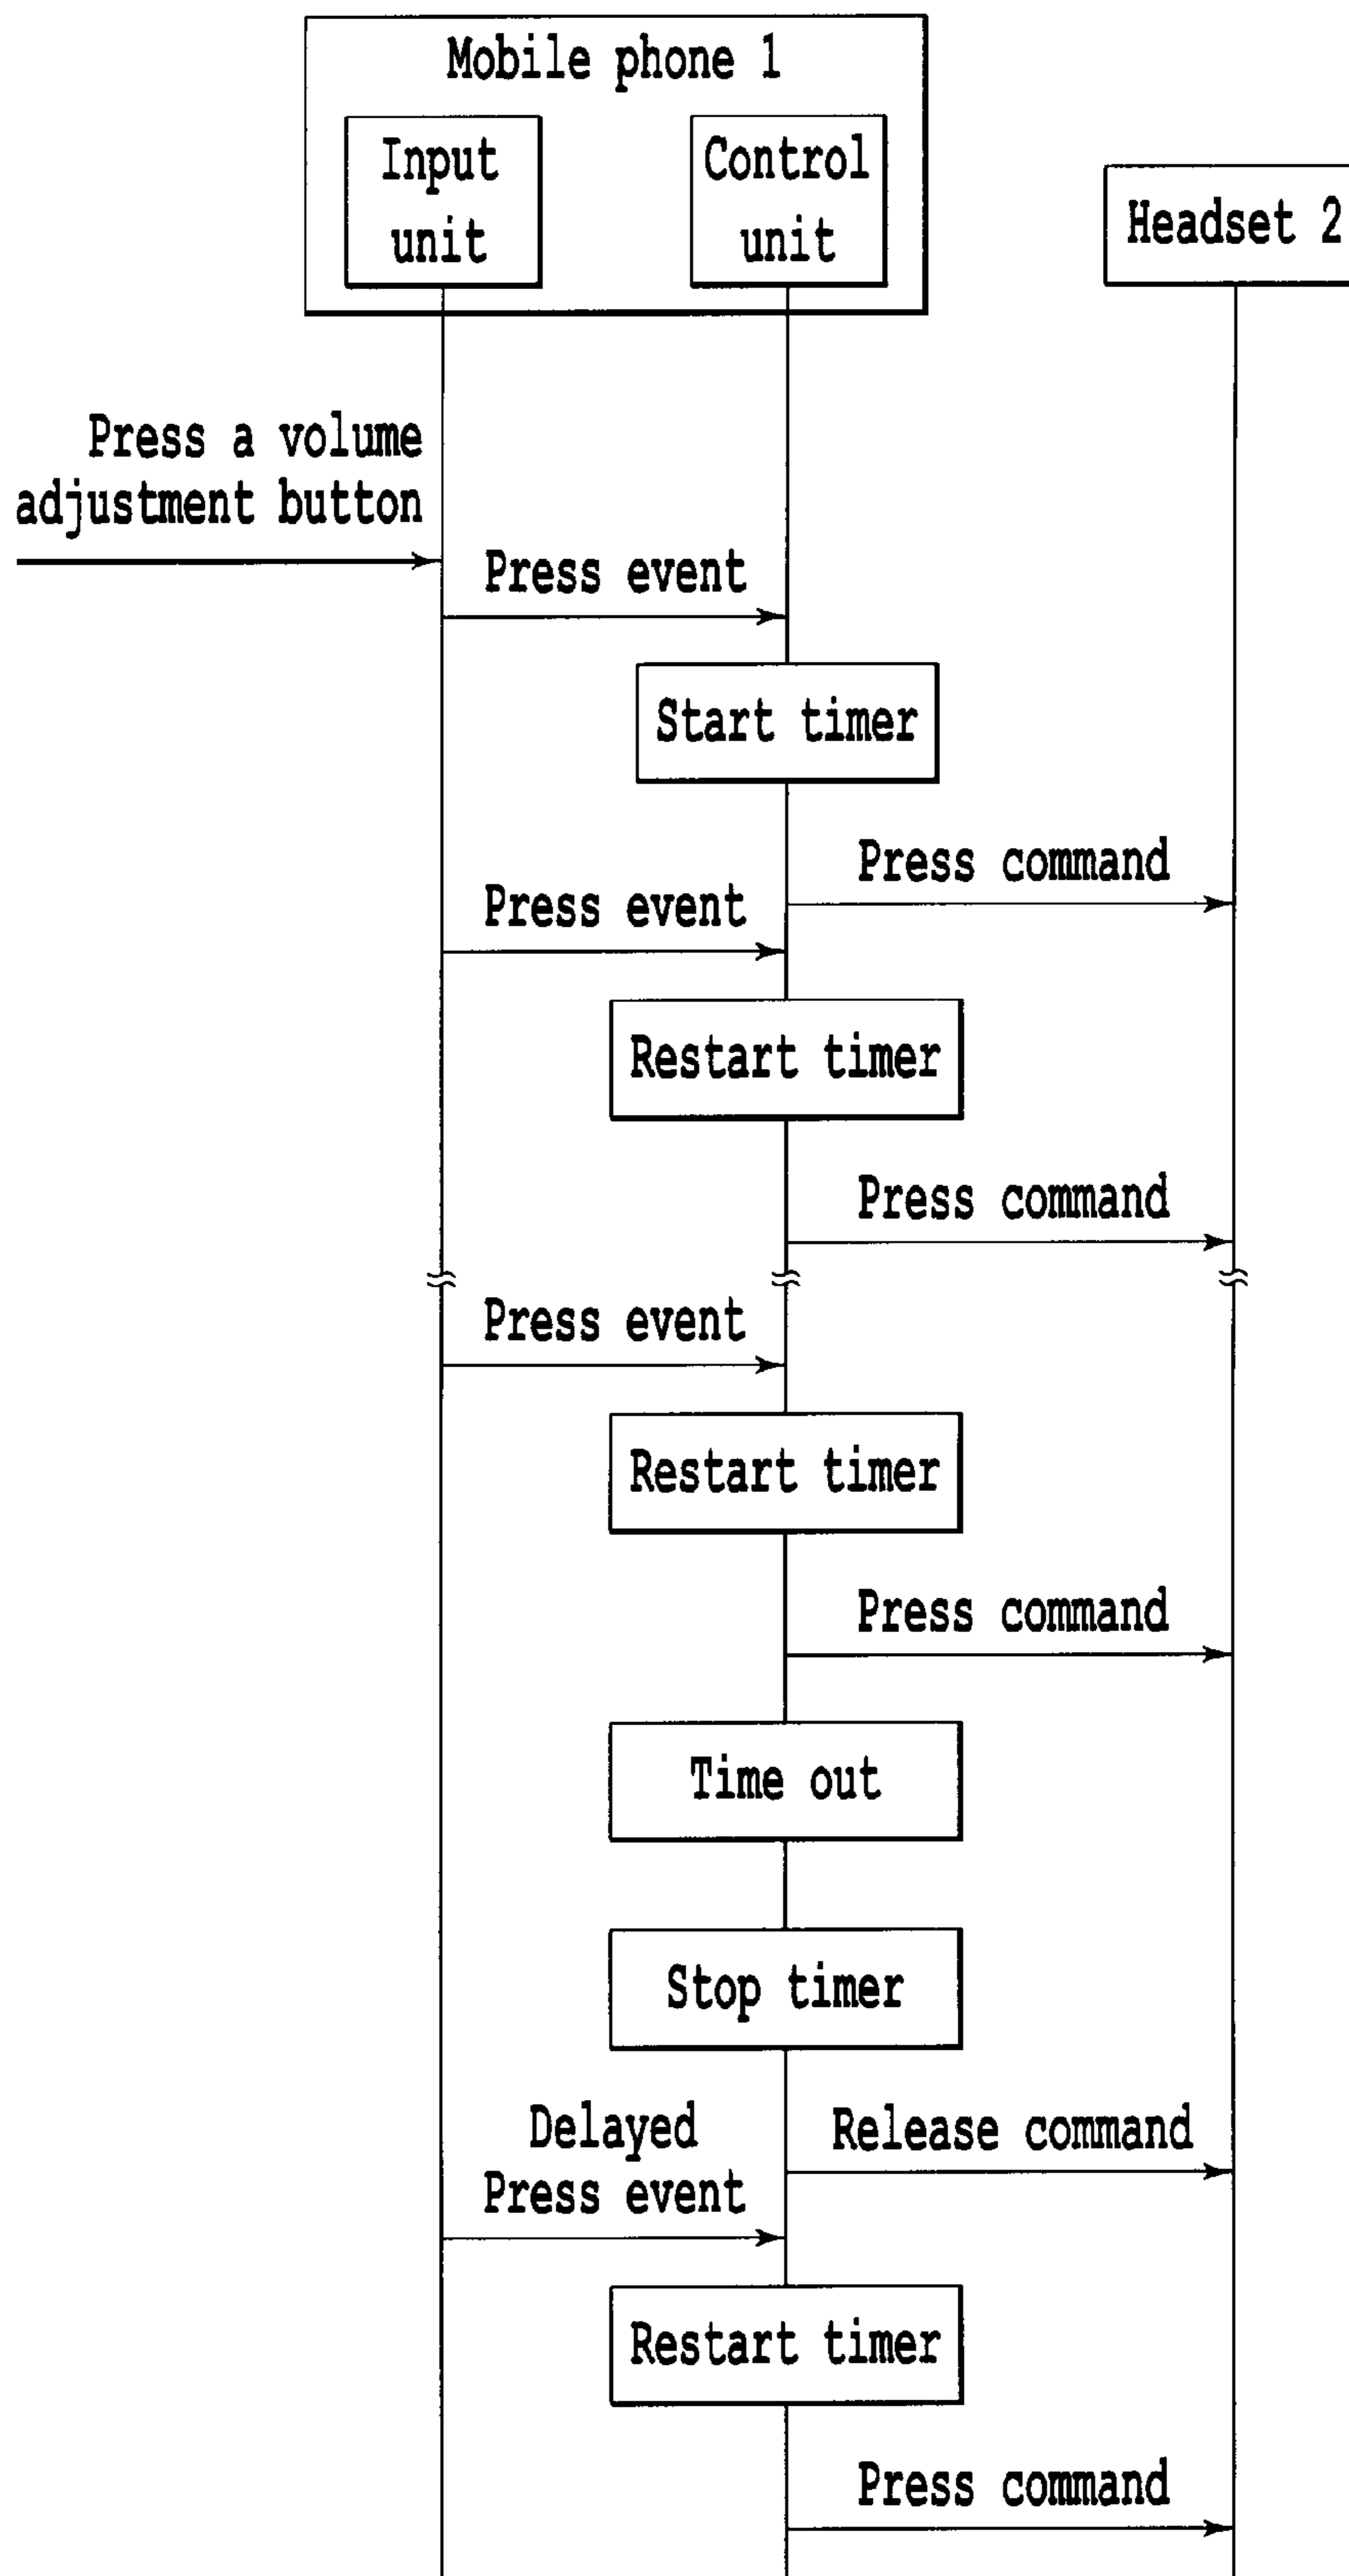 Mobile phone 1
Input
unit
Control
unit
Headset 2
Press a volume
adjustment button
Press event
Start timer
Press command
Press event
Restart timer
Press command
Press event
Restart timer
Press command
Time out
Stop timer
Delayed
Press event
Release command
Restart timer
Press command